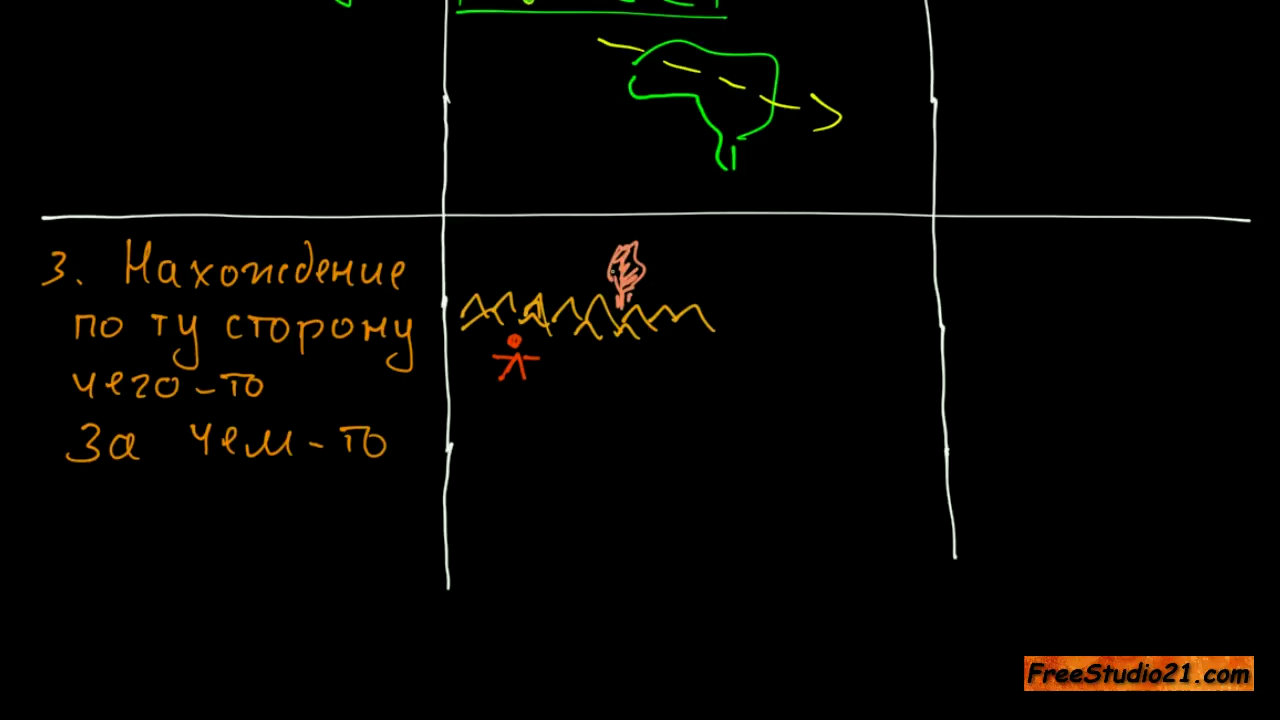 3. Нахождение
по ту сторону
чего-то
За чем-то
FreeStudio21.com